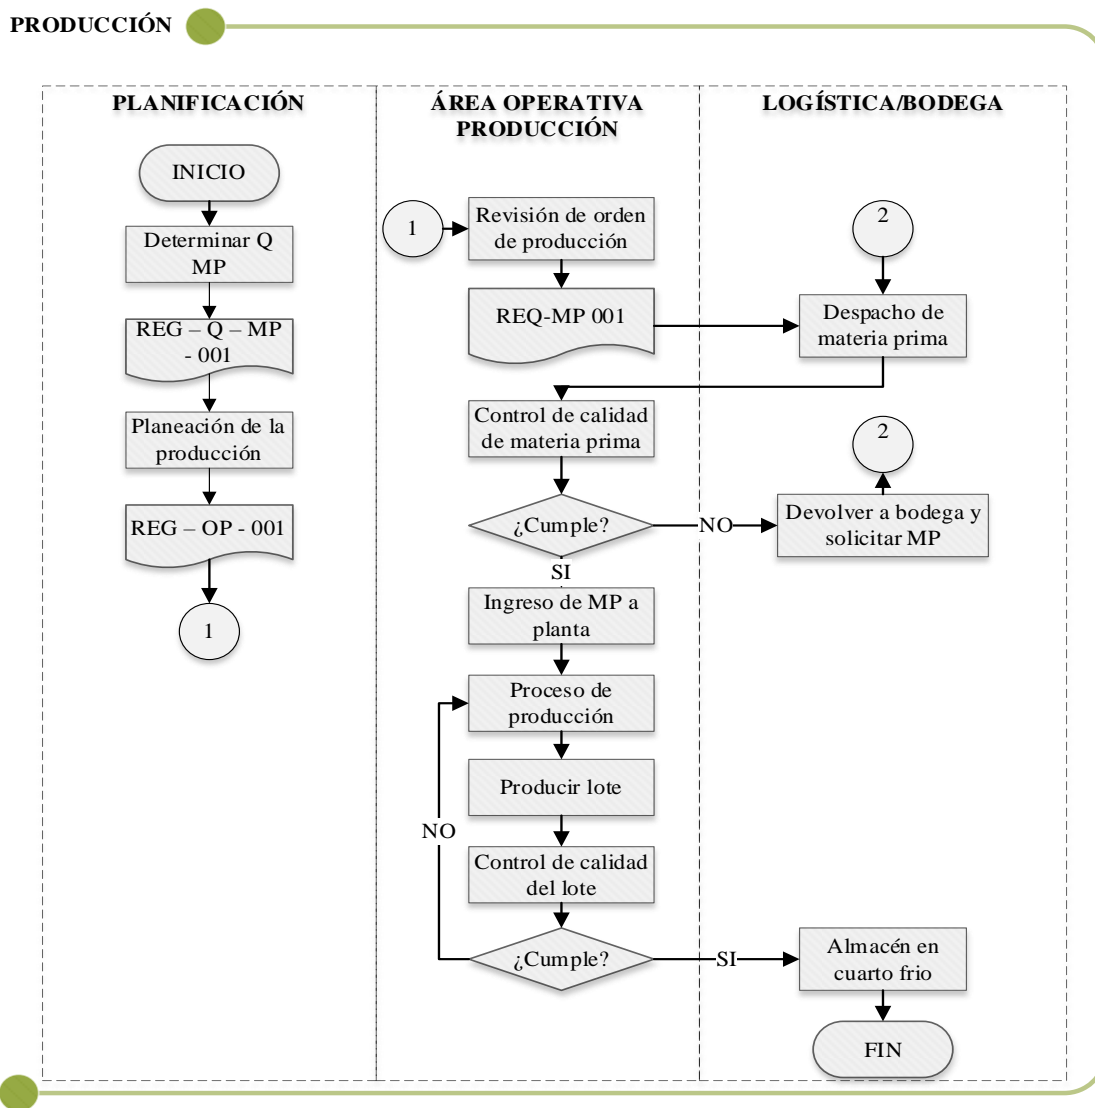 PRODUCCIÓN
PLANIFICACIÓN
INICIO
Determinar Q
MP
REG – Q – MP
- 001
Planeación de la
producción
REG – OP - 001
1
ÁREA OPERATIVA
PRODUCCIÓN
1
Revisión de orden
de producción
REQ-MP 001
Control de calidad
de materia prima
¿Cumple?
NO
SI
Ingreso de MP a
planta
Proceso de
producción
Producir lote
NO
Control de calidad
del lote
¿Cumple?
SI
LOGÍSTICA/BODEGA
2
Despacho de
materia prima
2
Devolver a bodega y
solicitar MP
Almacén en
cuarto frio
FIN